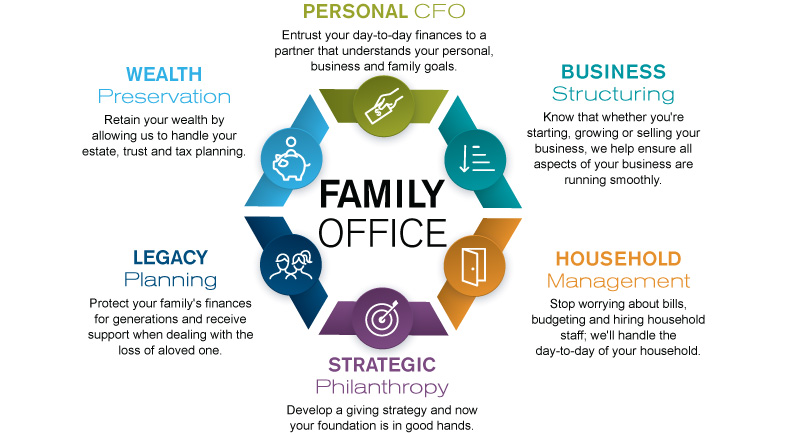 PERSONAL CFO
Entrust your day-to-day finances to a
partner that understands your personal,
business and family goals.
WEALTH
Preservation
Retain your wealth by
allowing us to handle your
estate, trust and tax planning.
BUSINESS
Structuring
Know that whether you're
starting, growing or selling your
business, we help ensure all
aspects of your business are
running smoothly.
FAMILY
OFFICE
LEGACY
Planning
Protect your family's finances
for generations and receive
support when dealing with the
loss of aloved one.
HOUSEHOLD
Management
Stop worrying about bills,
budgeting and hiring household
staff; we'll handle the
day-to-day of your household.
STRATEGIC
Philanthropy
Develop a giving strategy and now
your foundation is in good hands.